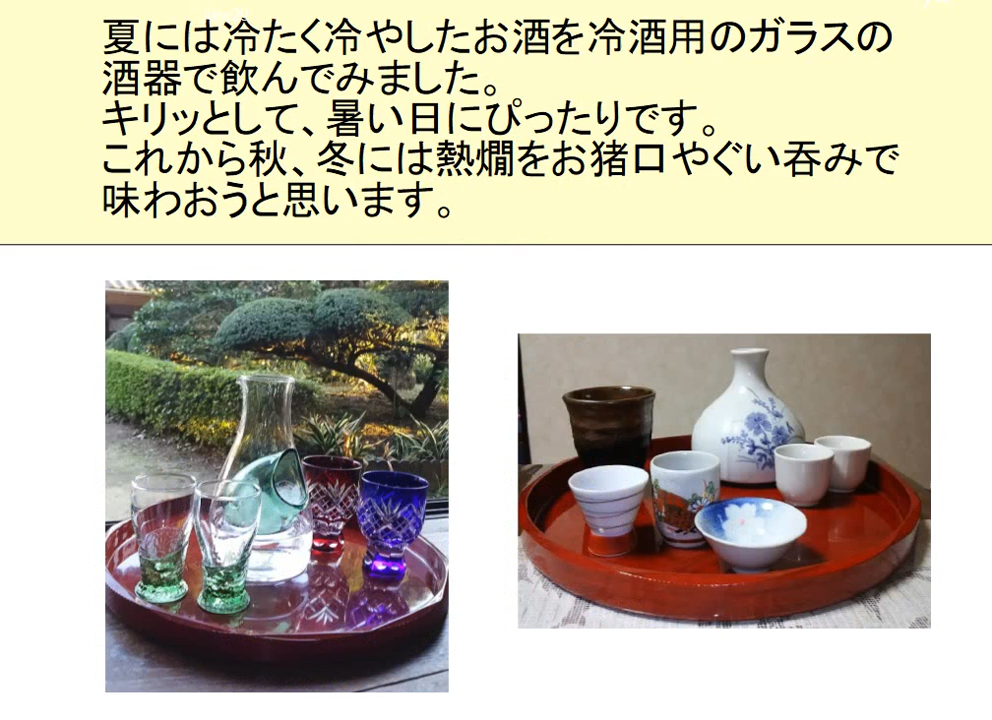 夏には冷たく冷やしたお酒を冷酒用のガラスの
酒器で飲んでみました。
キリッとして、暑い日にぴったりです。
これから秋、冬には熱燗をお猪口やぐい呑みで
味わおうと思います。